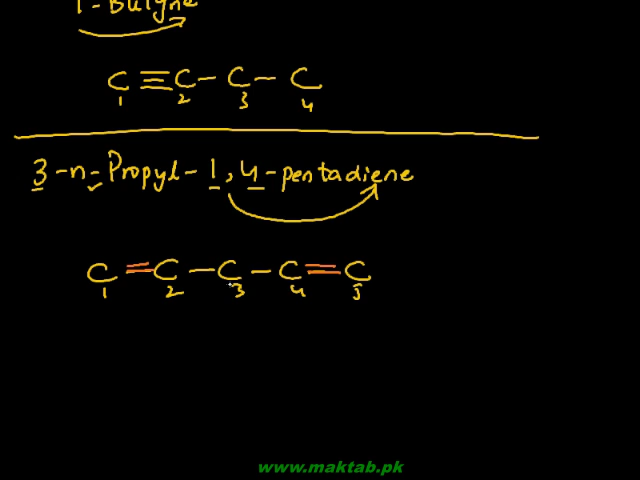 1-Butyne
C≡C-C-C
1 2 3 4
3-n-Propyl-1,4-pentadiene
C=C-C-C=C
1 2 3 4 5
www.maktab.pk